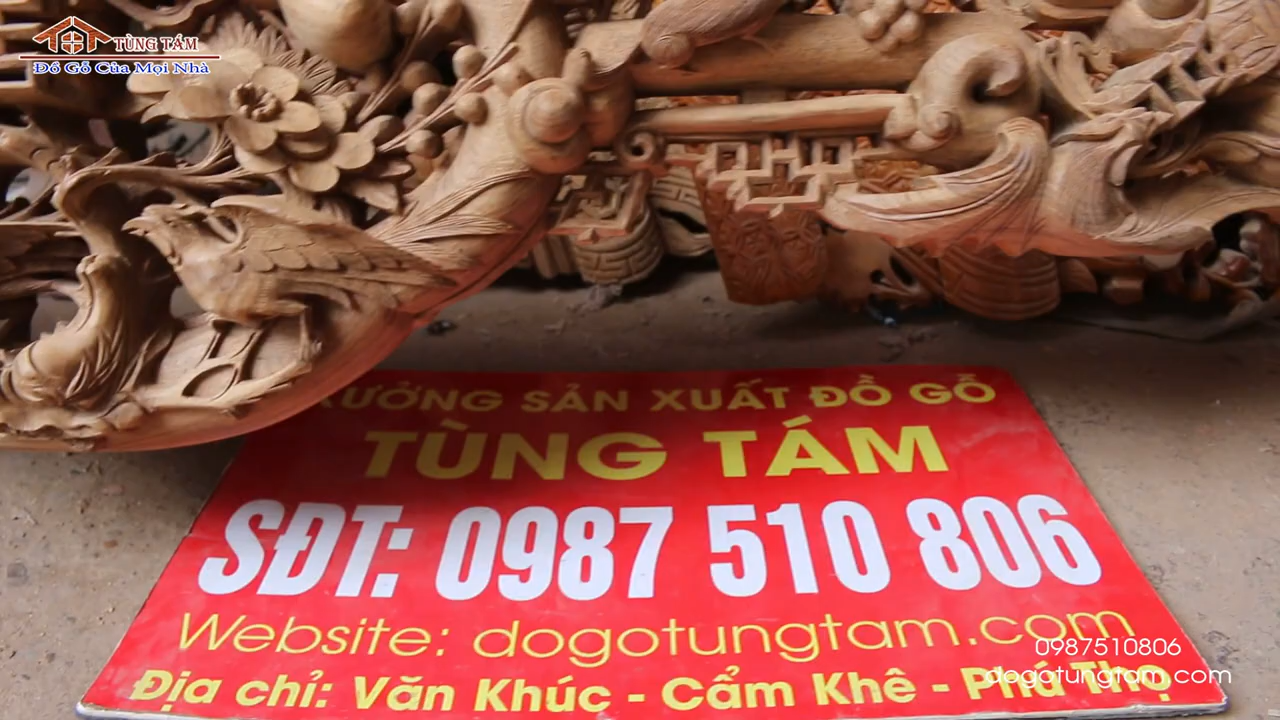 TÙNG TÁM
Đồ Gỗ Của Mọi Nhà
XƯỞNG SẢN XUẤT ĐỒ GỖ
TÙNG TÁM
SĐT: 0987 510 806
Website: dogotungtam.com
Địa chỉ: Văn Khúc - Cẩm Khê - Phú Thọ
0987510806
dogotungtam.com